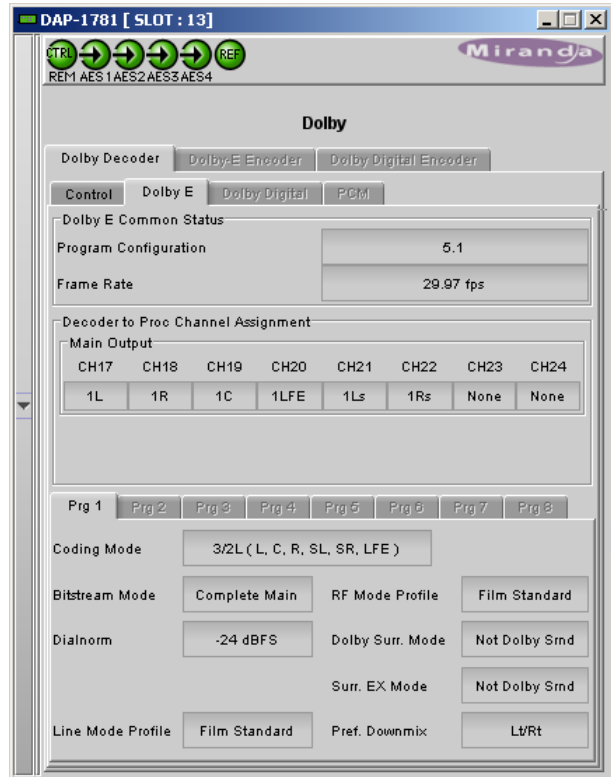 DAP-1781 [ SLOT : 13]
CTRL REF
REM AES1 AES2 AES3 AES4
Miranda
Dolby
Dolby Decoder Dolby-E Encoder Dolby Digital Encoder
Control Dolby E Dolby Digital PCM
Dolby E Common Status
Program Configuration 5.1
Frame Rate 29.97 fps
Decoder to Proc Channel Assignment
Main Output
CH17 CH18 CH19 CH20 CH21 CH22 CH23 CH24
1L 1R 1C 1LFE 1Ls 1Rs None None
Prg 1 Prg 2 Prg 3 Prg 4 Prg 5 Prg 6 Prg 7 Prg 8
Coding Mode 3/2L ( L, C, R, SL, SR, LFE )
Bitstream Mode Complete Main RF Mode Profile Film Standard
Dialnorm -24 dBFS Dolby Surr. Mode Not Dolby Srnd
Surr. EX Mode Not Dolby Srnd
Line Mode Profile Film Standard Pref. Downmix Lt/Rt